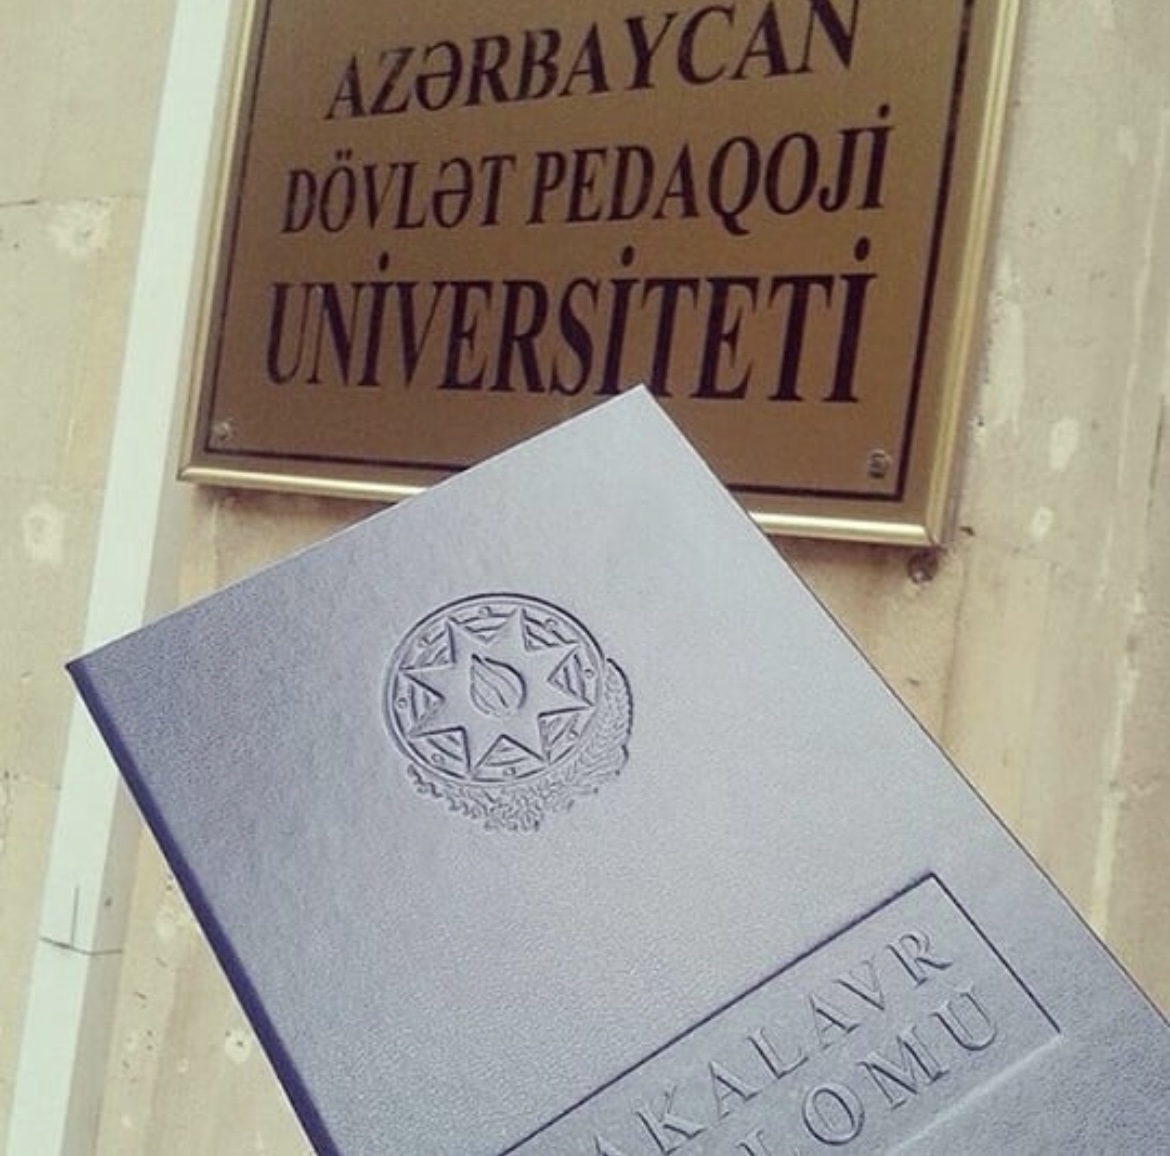 AZƏRBAYCAN
DÖVLƏT PEDAQOJİ
UNİVERSİTETİ
AKALAVR
LOMU